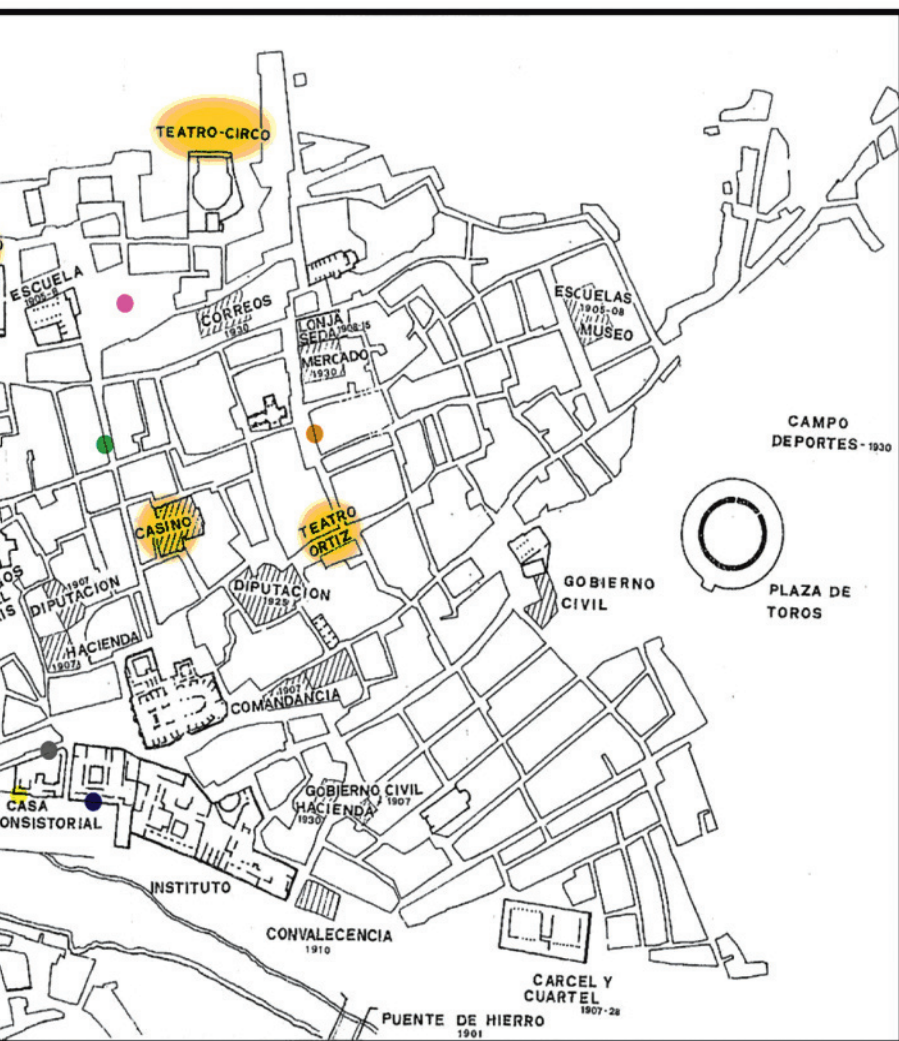 TEATRO-CIRCO
ESCUELA
1905-8
CORREOS
1930
LONJA
SEDA 1908-15
MERCADO
1930
ESCUELAS
1905-08
MUSEO
CAMPO
DEPORTES-1930
CASINO
TEATRO
ORTIZ
1907
DIPUTACION
DIPUTACION
1925
GOBIERNO
CIVIL
PLAZA DE
TOROS
HACIENDA
1907
1907
COMANDANCIA
GOBIERNO CIVIL
1907
HACIENDA
1930
CASA
ONSISTORIAL
INSTITUTO
CONVALECENCIA
1910
CARCEL Y
CUARTEL
1907-28
PUENTE DE HIERRO
1901